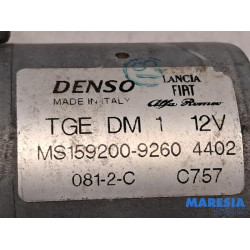 DENSO
MADE IN ITALY
LANCIA
FIAT
Alfa Romeo
TGE DM 1 12V
MS159200-9260 4402
081-2-C C757
MARESIA